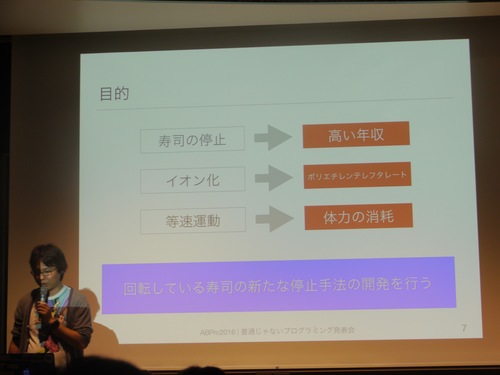 目的
寿司の停止
高い年収
イオン化
ポリエチレンテレフタレート
等速運動
体力の消耗
回転している寿司の新たな停止手法の開発を行う
ABPro2016 | 普通じゃないプログラミング発表会
7